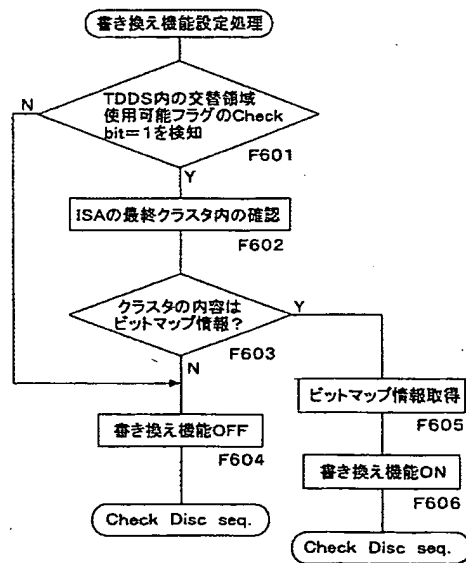 書き換え機能設定処理
N
TDDS内の交替領域
使用可能フラグのCheck
bit=1を検知
F601
Y
ISAの最終クラスタ内の確認
F602
クラスタの内容は
ビットマップ情報?
Y
F603
N
ビットマップ情報取得
F605
書き換え機能OFF
F604
書き換え機能ON
F606
Check Disc seq.
Check Disc seq.